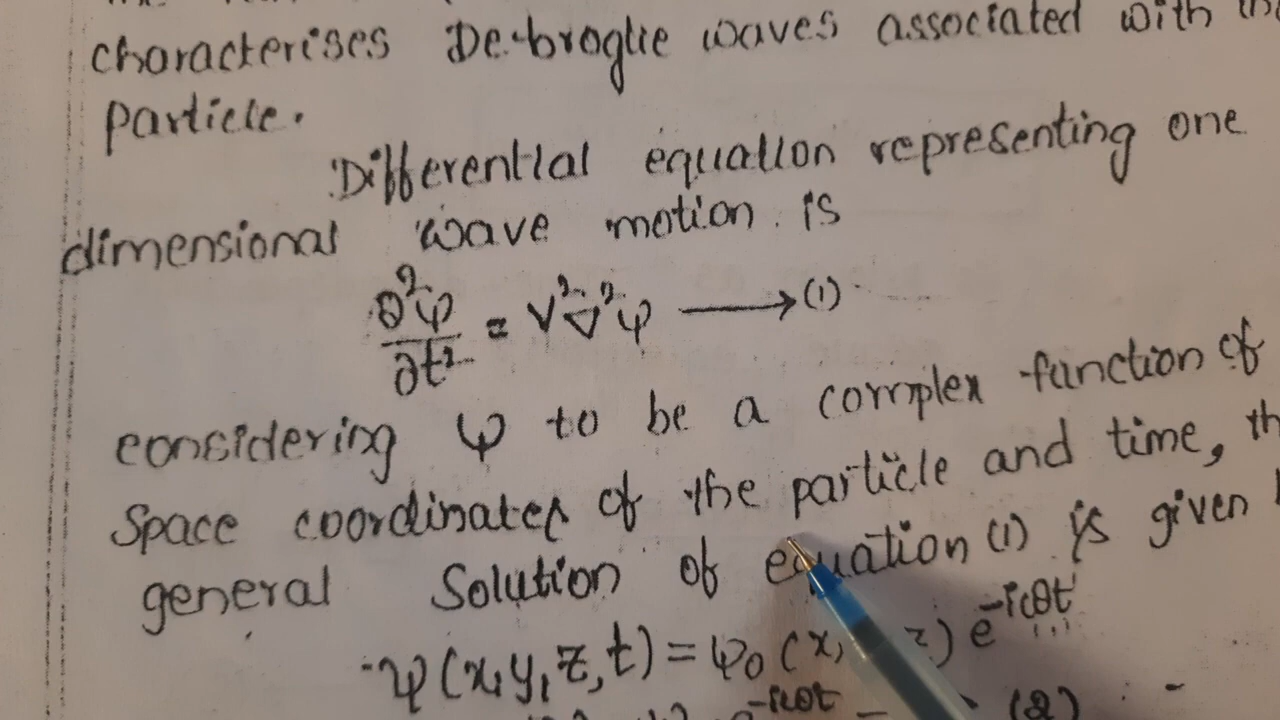 characterises De-broglie waves associated with
particle.
Differential equation representing one
dimensional wave motion is
∂²ψ/∂t² = V²∇²ψ ⟶ (1)
considering ψ to be a complex function of
Space coordinates of the particle and time,
general Solution of equation (1) is given
ψ(x,y,z,t) = ψ₀(x, z) e^-iωt
e^-iωt (2)